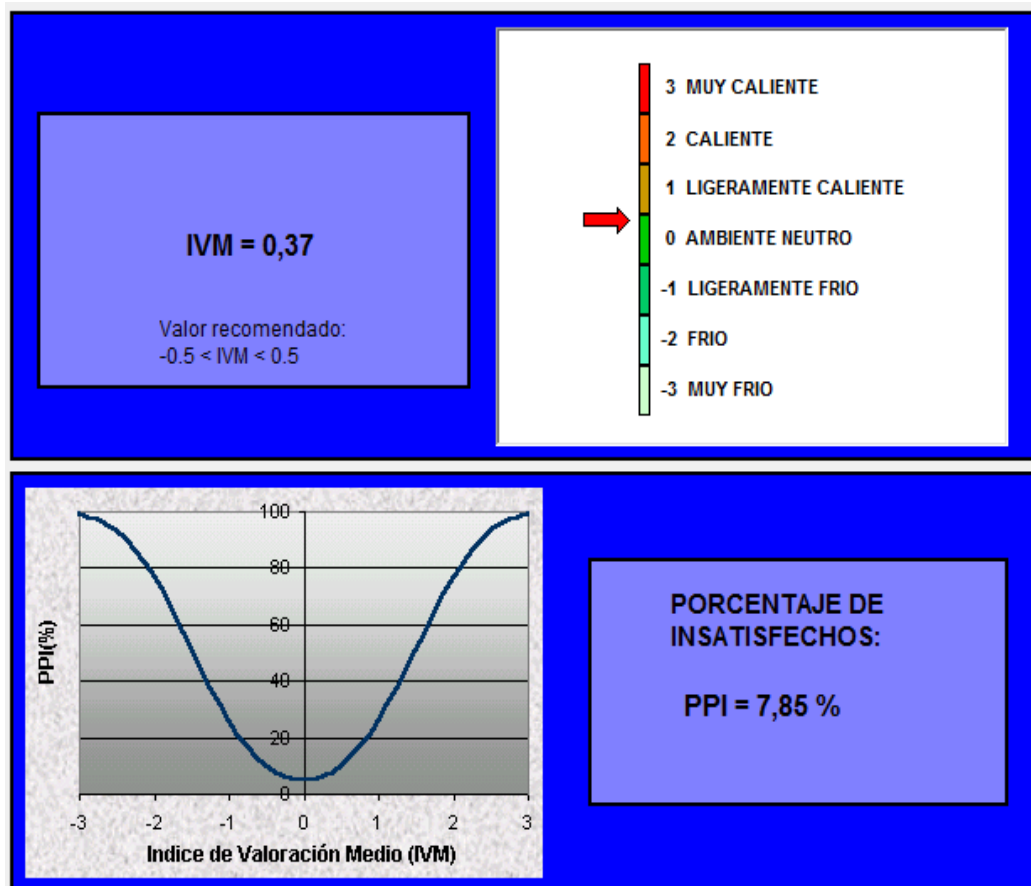 3 MUY CALIENTE
2 CALIENTE
1 LIGERAMENTE CALIENTE
0 AMBIENTE NEUTRO
-1 LIGERAMENTE FRIO
-2 FRIO
-3 MUY FRIO
IVM = 0,37
Valor recomendado:
-0.5 < IVM < 0.5
PPI(%)
100
80
60
40
20
0
-3 -2 -1 0 1 2 3
Indice de Valoración Medio (IVM)
PORCENTAJE DE
INSATISFECHOS:
PPI = 7,85 %